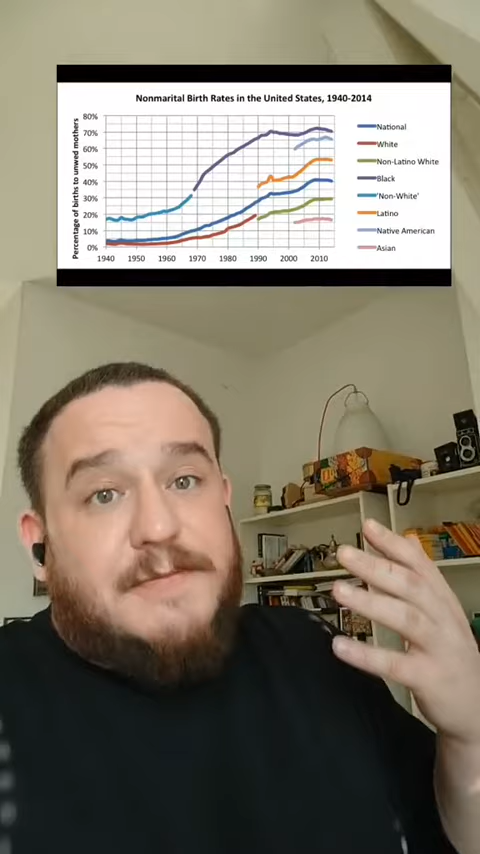 Nonmarital Birth Rates in the United States, 1940-2014
Percentage of births to unwed mothers
80%
70%
60%
50%
40%
30%
20%
10%
0%
1940 1950 1960 1970 1980 1990 2000 2010
National
White
Non-Latino White
Black
'Non-White'
Latino
Native American
Asian